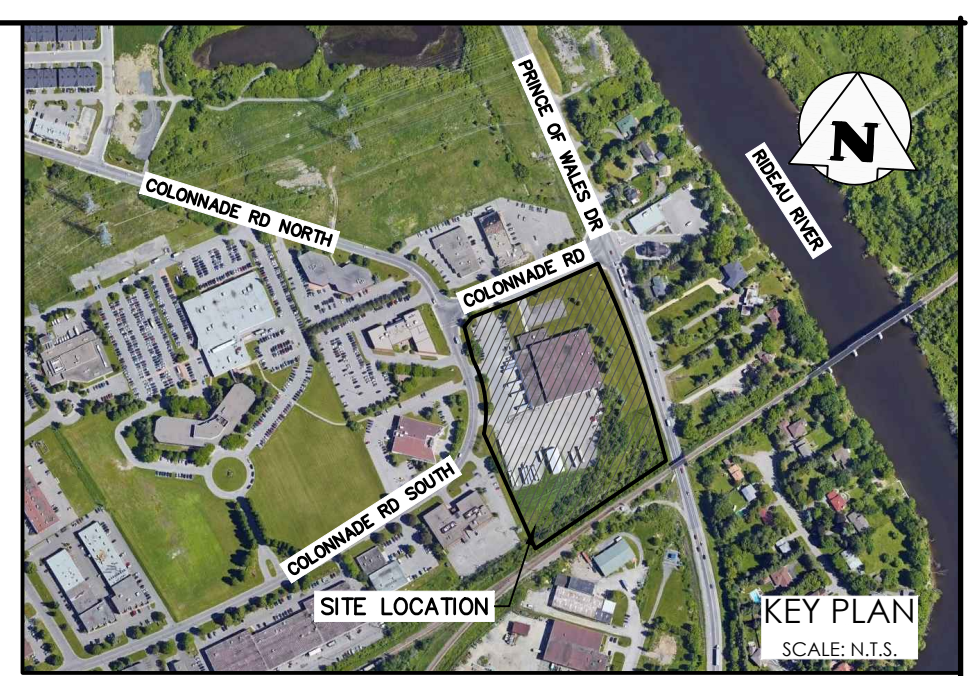 PRINCE OF WALES DR
N
RIDEAU RIVER
COLONNADE RD NORTH
COLONNADE RD
COLONNADE RD SOUTH
SITE LOCATION
KEY PLAN
SCALE: N.T.S.